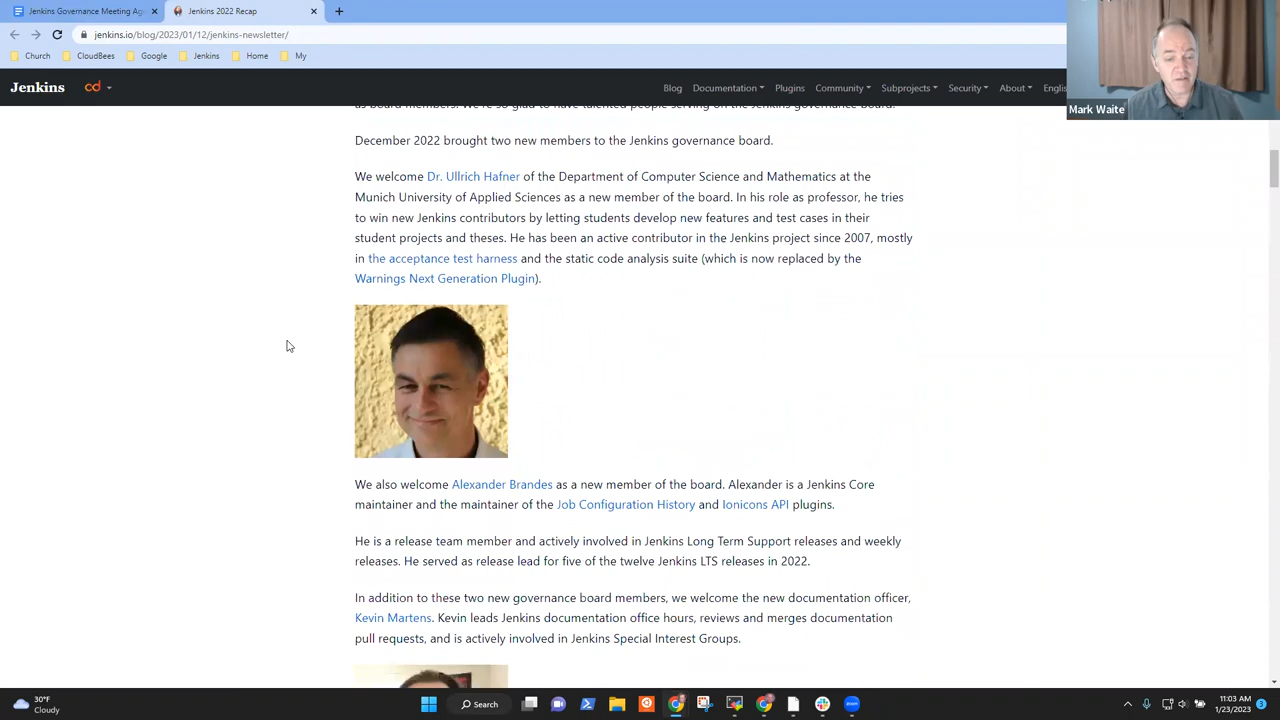 Jenkins Governance Meeting Age
Jenkins 2022 Recap
jenkins.io/blog/2023/01/12/jenkins-newsletter/
Church
CloudBees
Google
Jenkins
Home
My
Jenkins
cd
Blog
Documentation
Plugins
Community
Subprojects
Security
About
English
Mark Waite
as board members. We're so glad to have talented people serving on the Jenkins governance board.
December 2022 brought two new members to the Jenkins governance board.
We welcome Dr. Ullrich Hafner of the Department of Computer Science and Mathematics at the
Munich University of Applied Sciences as a new member of the board. In his role as professor, he tries
to win new Jenkins contributors by letting students develop new features and test cases in their
student projects and theses. He has been an active contributor in the Jenkins project since 2007, mostly
in the acceptance test harness and the static code analysis suite (which is now replaced by the
Warnings Next Generation Plugin).
We also welcome Alexander Brandes as a new member of the board. Alexander is a Jenkins Core
maintainer and the maintainer of the Job Configuration History and Ionicons API plugins.
He is a release team member and actively involved in Jenkins Long Term Support releases and weekly
releases. He served as release lead for five of the twelve Jenkins LTS releases in 2022.
In addition to these two new governance board members, we welcome the new documentation officer,
Kevin Martens. Kevin leads Jenkins documentation office hours, reviews and merges documentation
pull requests, and is actively involved in Jenkins Special Interest Groups.
30°F
Cloudy
Search
11:03 AM
1/23/2023
3